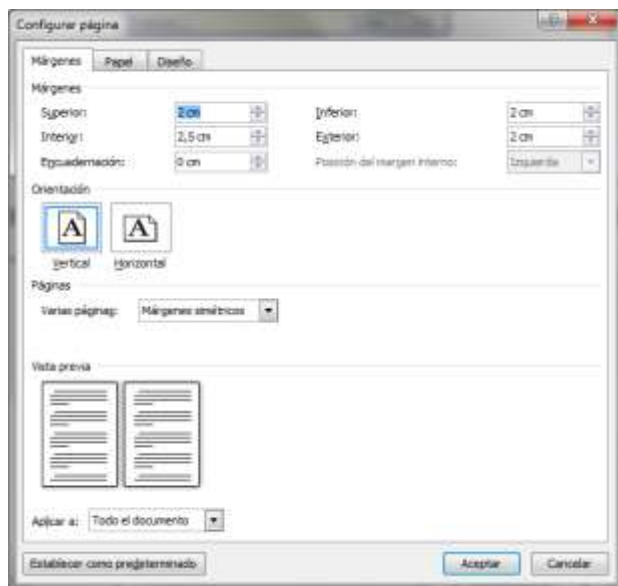 Configurar página
Márgenes Papel Diseño
Márgenes
Superior: 2 cm Inferior: 2 cm
Interior: 2,5 cm Exterior: 2 cm
Encuadernación: 0 cm Posición del margen interno: Izquierda
Orientación
A A
Vertical Horizontal
Páginas
Varias páginas: Márgenes simétricos
Vista previa
Aplicar a: Todo el documento
Establecer como predeterminado Aceptar Cancelar